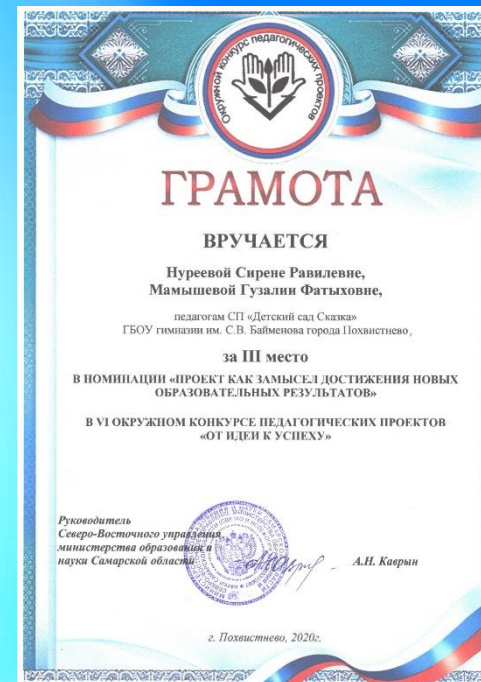 Окружной конкурс педагогических проектов
ГРАМОТА
ВРУЧАЕТСЯ
Нуреевой Сирене Равилевне,
Мамышевой Гузалии Фатыховне,
педагогам СП «Детский сад Сказка»
ГБОУ гимназии им. С.В. Байменова города Похвистнево,
за III место
В НОМИНАЦИИ «ПРОЕКТ КАК ЗАМЫСЕЛ ДОСТИЖЕНИЯ НОВЫХ
ОБРАЗОВАТЕЛЬНЫХ РЕЗУЛЬТАТОВ»
В VI ОКРУЖНОМ КОНКУРСЕ ПЕДАГОГИЧЕСКИХ ПРОЕКТОВ
«ОТ ИДЕИ К УСПЕХУ»
Руководитель
Северо-Восточного управления
министерства образования и
науки Самарской области
А.Н. Каврын
г. Похвистнево, 2020г.